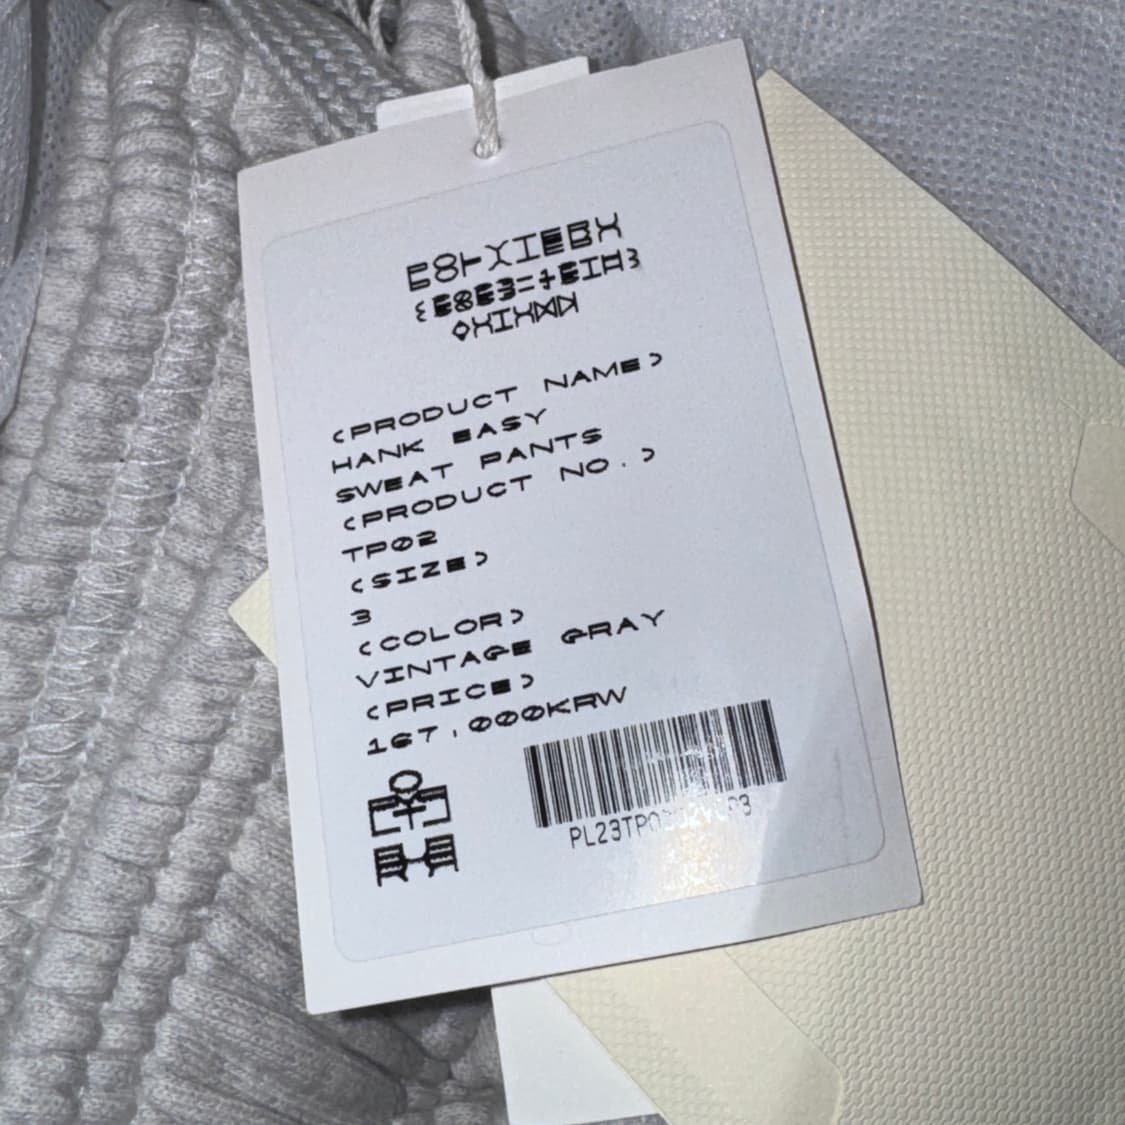 <PRODUCT NAME>
HANK EASY
SWEAT PANTS
<PRODUCT NO.>
TP02
<SIZE>
3
<COLOR>
VINTAGE GRAY
<PRICE>
167,000KRW